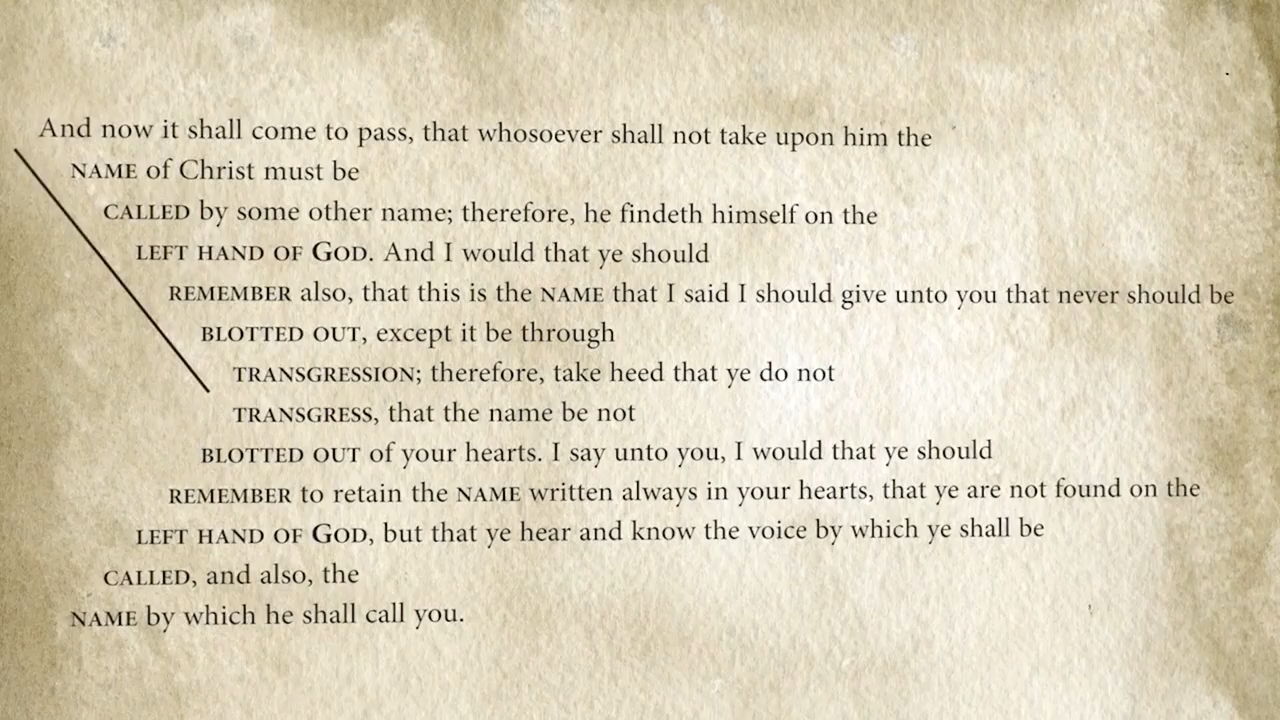 And now it shall come to pass, that whosoever shall not take upon him the
NAME of Christ must be
CALLED by some other name; therefore, he findeth himself on the
LEFT HAND OF GOD. And I would that ye should
REMEMBER also, that this is the NAME that I said I should give unto you that never should be
BLOTTED OUT, except it be through
TRANSGRESSION; therefore, take heed that ye do not
TRANSGRESS, that the name be not
BLOTTED OUT of your hearts. I say unto you, I would that ye should
REMEMBER to retain the NAME written always in your hearts, that ye are not found on the
LEFT HAND OF GOD, but that ye hear and know the voice by which ye shall be
CALLED, and also, the
NAME by which he shall call you.